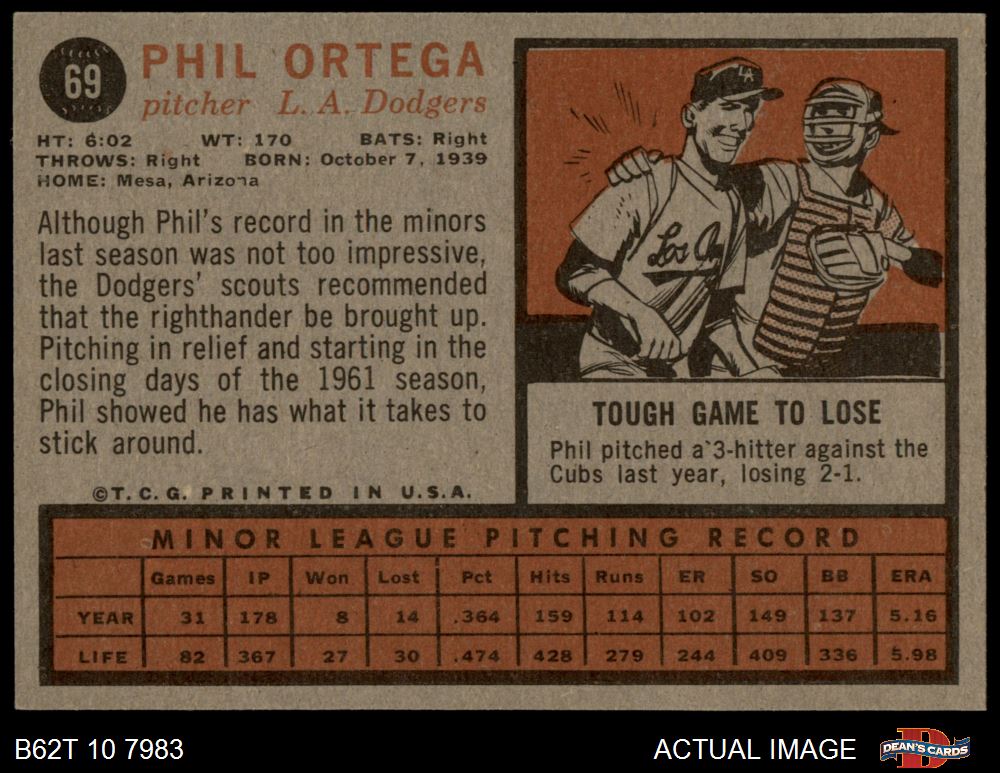 69
PHIL ORTEGA
pitcher L. A. Dodgers
HT: 6:02 WT: 170 BATS: Right
THROWS: Right BORN: October 7, 1939
HOME: Mesa, Arizona
Although Phil's record in the minors
last season was not too impressive,
the Dodgers' scouts recommended
that the righthander be brought up.
Pitching in relief and starting in the
closing days of the 1961 season,
Phil showed he has what it takes to
stick around.
©T. C. G. PRINTED IN U.S.A.
LA
Los An
TOUGH GAME TO LOSE
Phil pitched a 3-hitter against the
Cubs last year, losing 2-1.
MINOR LEAGUE PITCHING RECORD
Games IP Won Lost Pct Hits Runs ER SO BB ERA
YEAR 31 178 8 14 .364 159 114 102 149 137 5.16
LIFE 82 367 27 30 .474 428 279 244 409 336 5.98
B62T 10 7983 ACTUAL IMAGE
B
DEAN'S CARDS